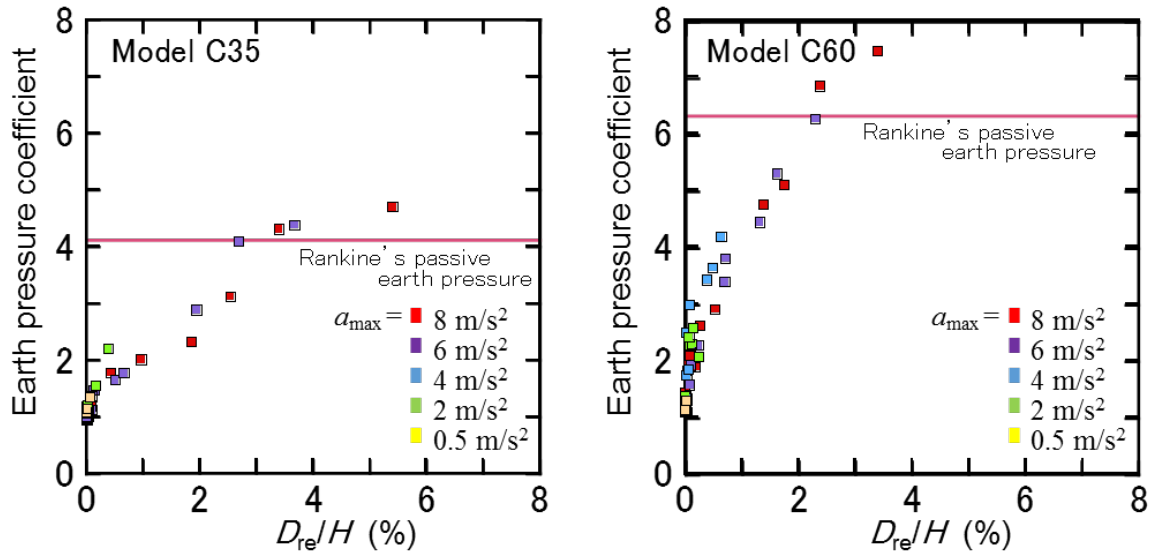 Model C35
Earth pressure coefficient
8
6
4
2
0
Rankine's passive
earth pressure
a_max =
8 m/s²
6 m/s²
4 m/s²
2 m/s²
0.5 m/s²
0 2 4 6 8
D_re/H (%)
Model C60
Earth pressure coefficient
8
6
4
2
0
Rankine's passive
earth pressure
a_max =
8 m/s²
6 m/s²
4 m/s²
2 m/s²
0.5 m/s²
0 2 4 6 8
D_re/H (%)